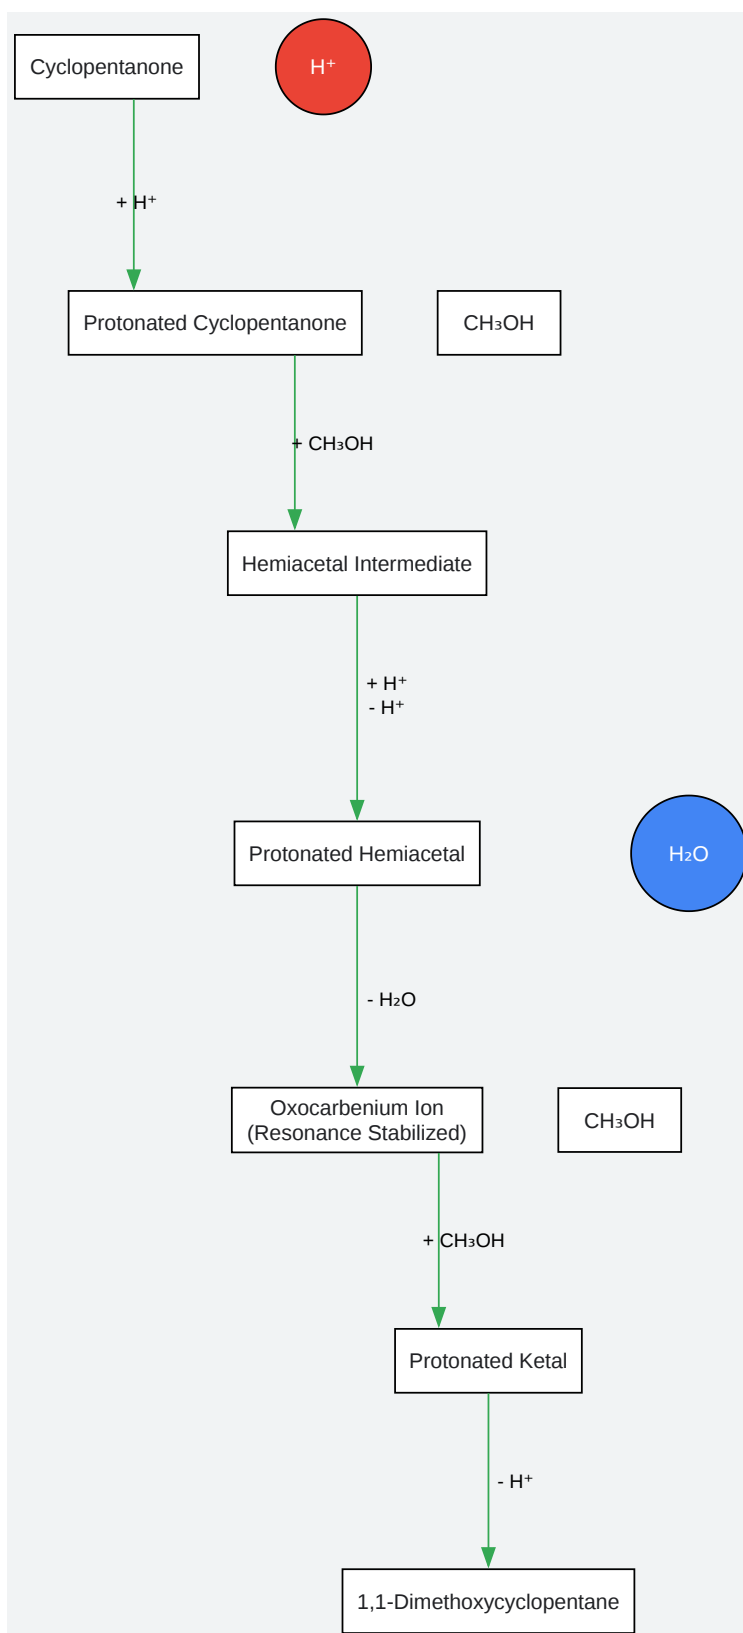 Cyclopentanone
H⁺
+ H⁺
Protonated Cyclopentanone
CH₃OH
+ CH₃OH
Hemiacetal Intermediate
+ H⁺
- H⁺
Protonated Hemiacetal
H₂O
- H₂O
Oxocarbenium Ion
(Resonance Stabilized)
CH₃OH
+ CH₃OH
Protonated Ketal
- H⁺
1,1-Dimethoxycyclopentane